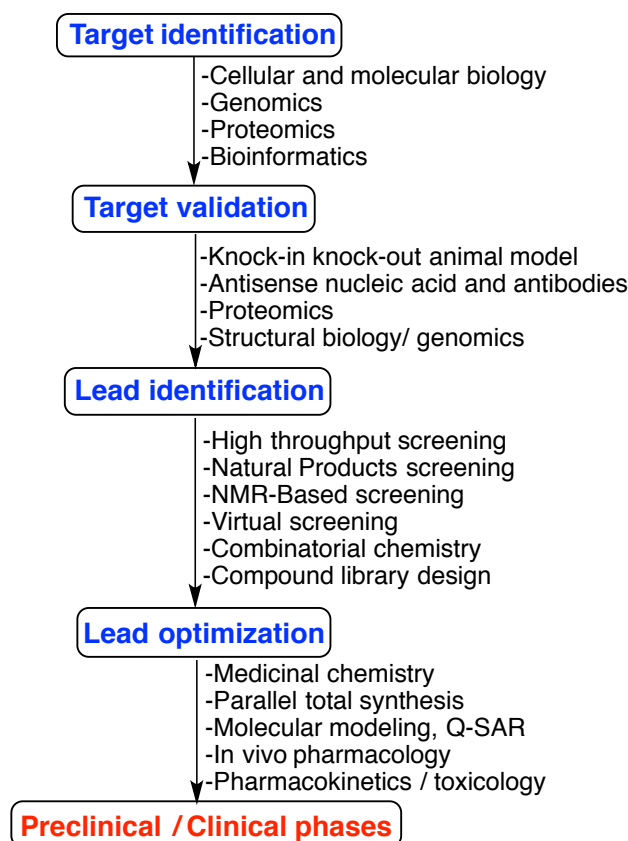 Target identification
-Cellular and molecular biology
-Genomics
-Proteomics
-Bioinformatics
Target validation
-Knock-in knock-out animal model
-Antisense nucleic acid and antibodies
-Proteomics
-Structural biology/ genomics
Lead identification
-High throughput screening
-Natural Products screening
-NMR-Based screening
-Virtual screening
-Combinatorial chemistry
-Compound library design
Lead optimization
-Medicinal chemistry
-Parallel total synthesis
-Molecular modeling, Q-SAR
-In vivo pharmacology
-Pharmacokinetics / toxicology
Preclinical / Clinical phases